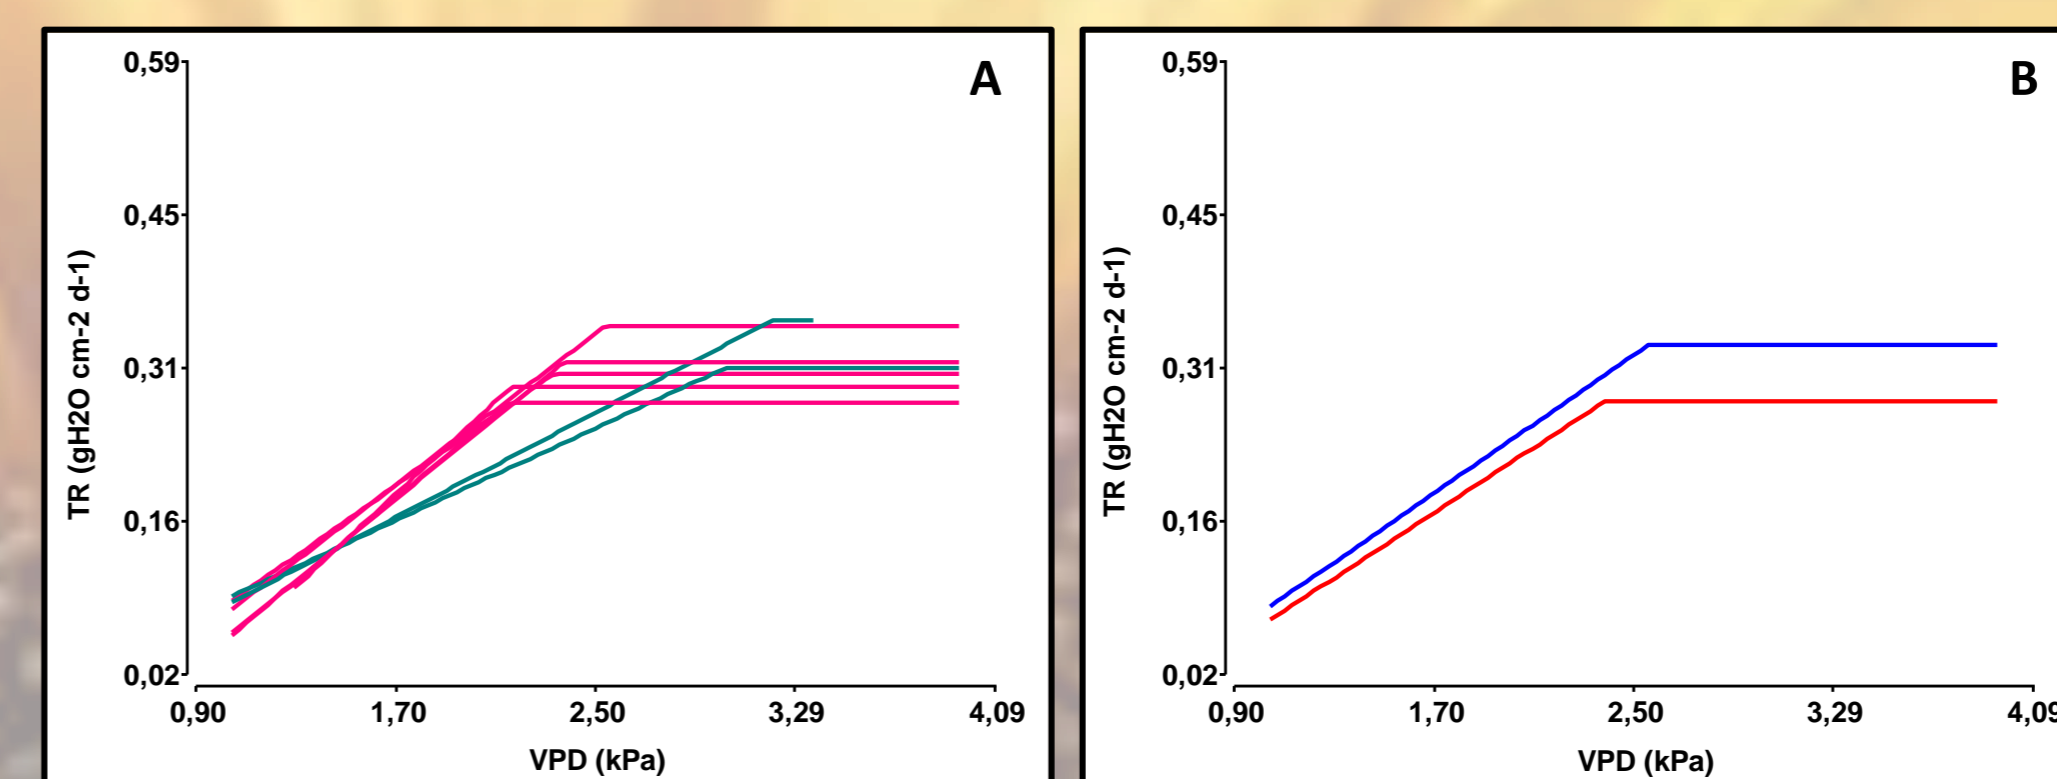 A
0,59
0,45
0,31
0,16
0,02
TR (gH2O cm-2 d-1)
0,90 1,70 2,50 3,29 4,09
VPD (kPa)
B
0,59
0,45
0,31
0,16
0,02
TR (gH2O cm-2 d-1)
0,90 1,70 2,50 3,29 4,09
VPD (kPa)